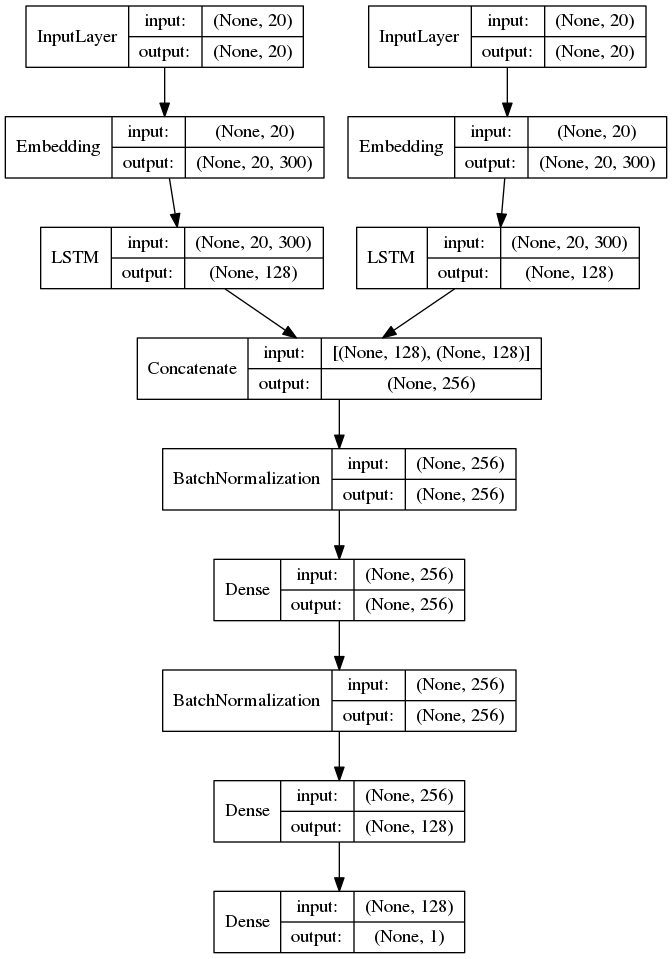 InputLayer input: (None, 20)
output: (None, 20)
InputLayer input: (None, 20)
output: (None, 20)
Embedding input: (None, 20)
output: (None, 20, 300)
Embedding input: (None, 20)
output: (None, 20, 300)
LSTM input: (None, 20, 300)
output: (None, 128)
LSTM input: (None, 20, 300)
output: (None, 128)
Concatenate input: [(None, 128), (None, 128)]
output: (None, 256)
BatchNormalization input: (None, 256)
output: (None, 256)
Dense input: (None, 256)
output: (None, 256)
BatchNormalization input: (None, 256)
output: (None, 256)
Dense input: (None, 256)
output: (None, 128)
Dense input: (None, 128)
output: (None, 1)